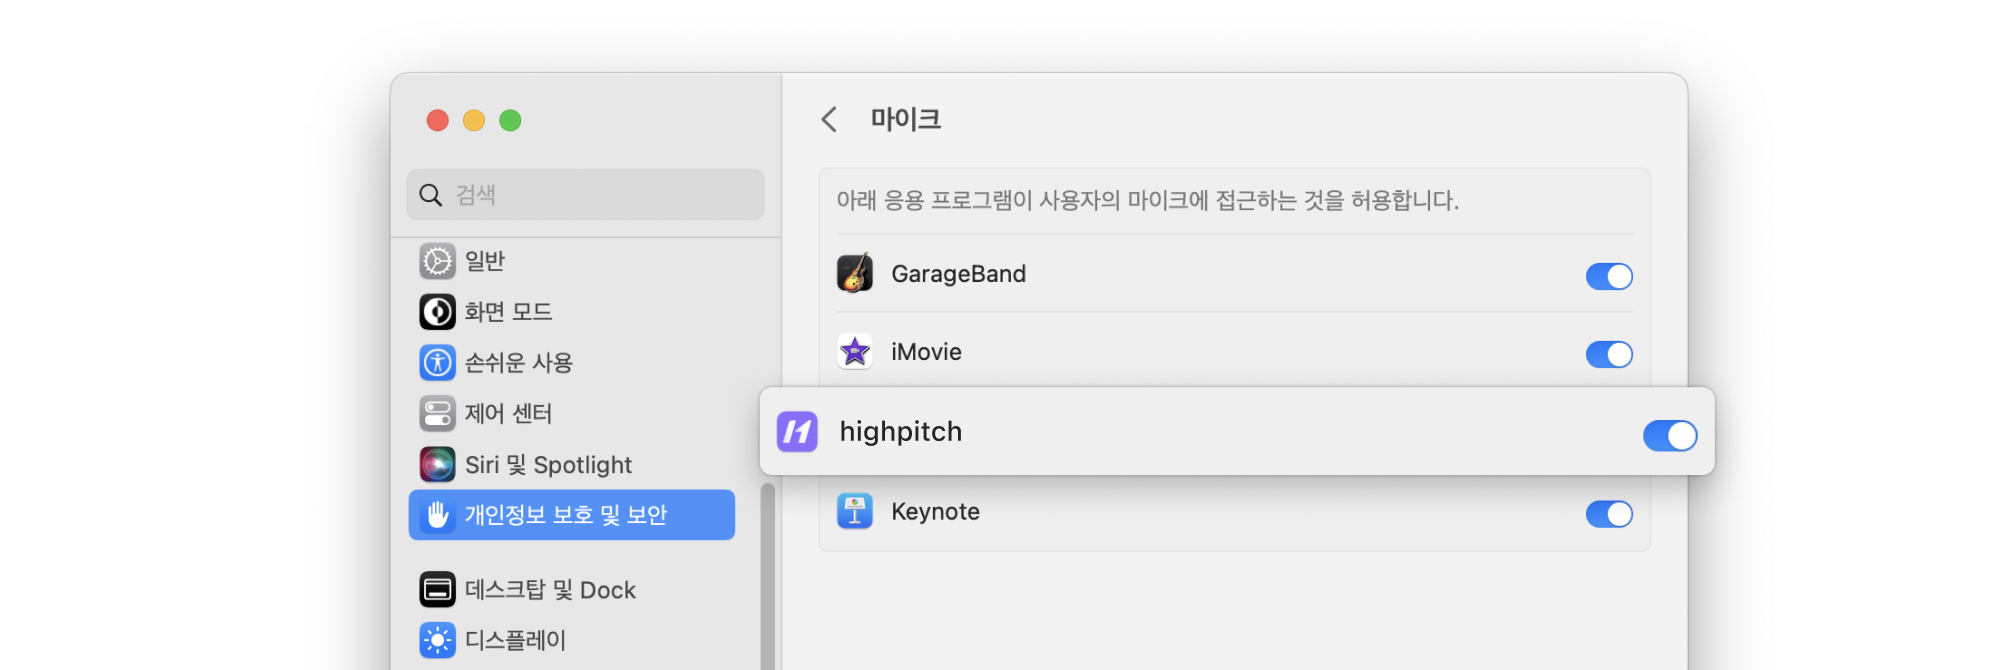 검색
일반
화면 모드
손쉬운 사용
제어 센터
Siri 및 Spotlight
개인정보 보호 및 보안
데스크탑 및 Dock
디스플레이
마이크
아래 응용 프로그램이 사용자의 마이크에 접근하는 것을 허용합니다.
GarageBand
iMovie
highpitch
Keynote